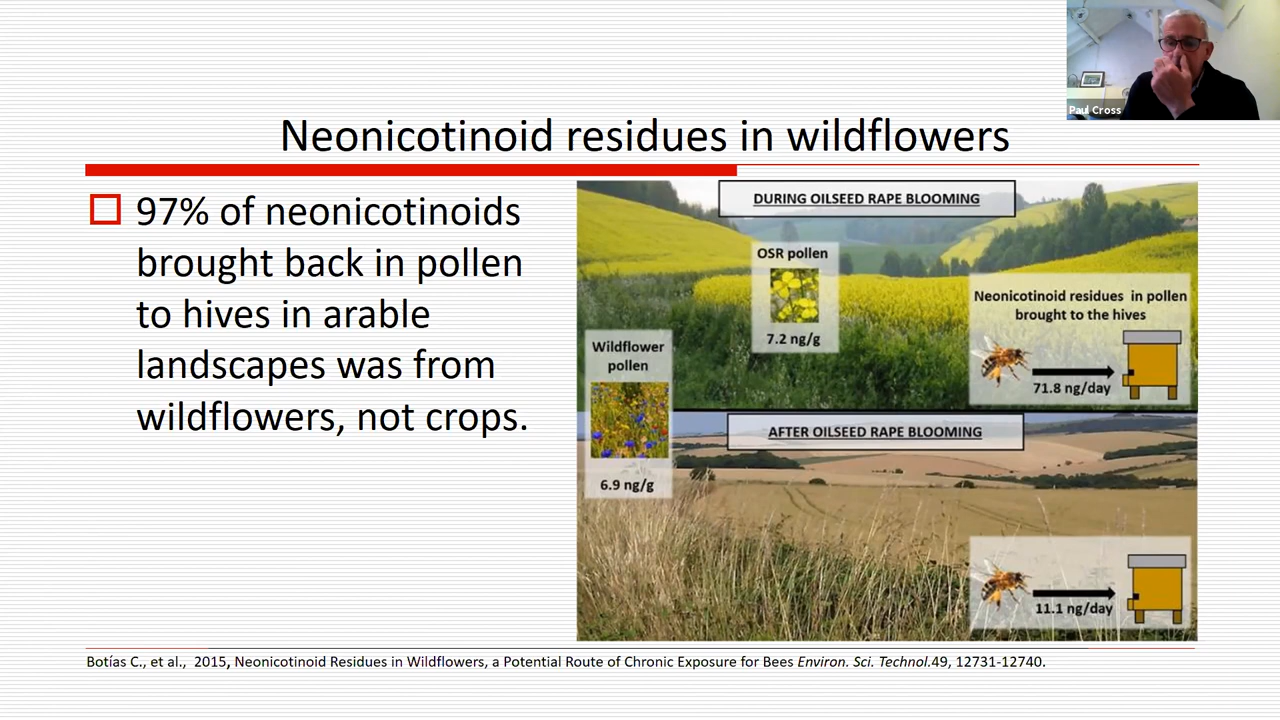 Paul Cross
Neonicotinoid residues in wildflowers
97% of neonicotinoids
brought back in pollen
to hives in arable
landscapes was from
wildflowers, not crops.
DURING OILSEED RAPE BLOOMING
OSR pollen
7.2 ng/g
Neonicotinoid residues in pollen
brought to the hives
71.8 ng/day
Wildflower
pollen
6.9 ng/g
AFTER OILSEED RAPE BLOOMING
11.1 ng/day
Botías C., et al., 2015, Neonicotinoid Residues in Wildflowers, a Potential Route of Chronic Exposure for Bees Environ. Sci. Technol.49, 12731-12740.